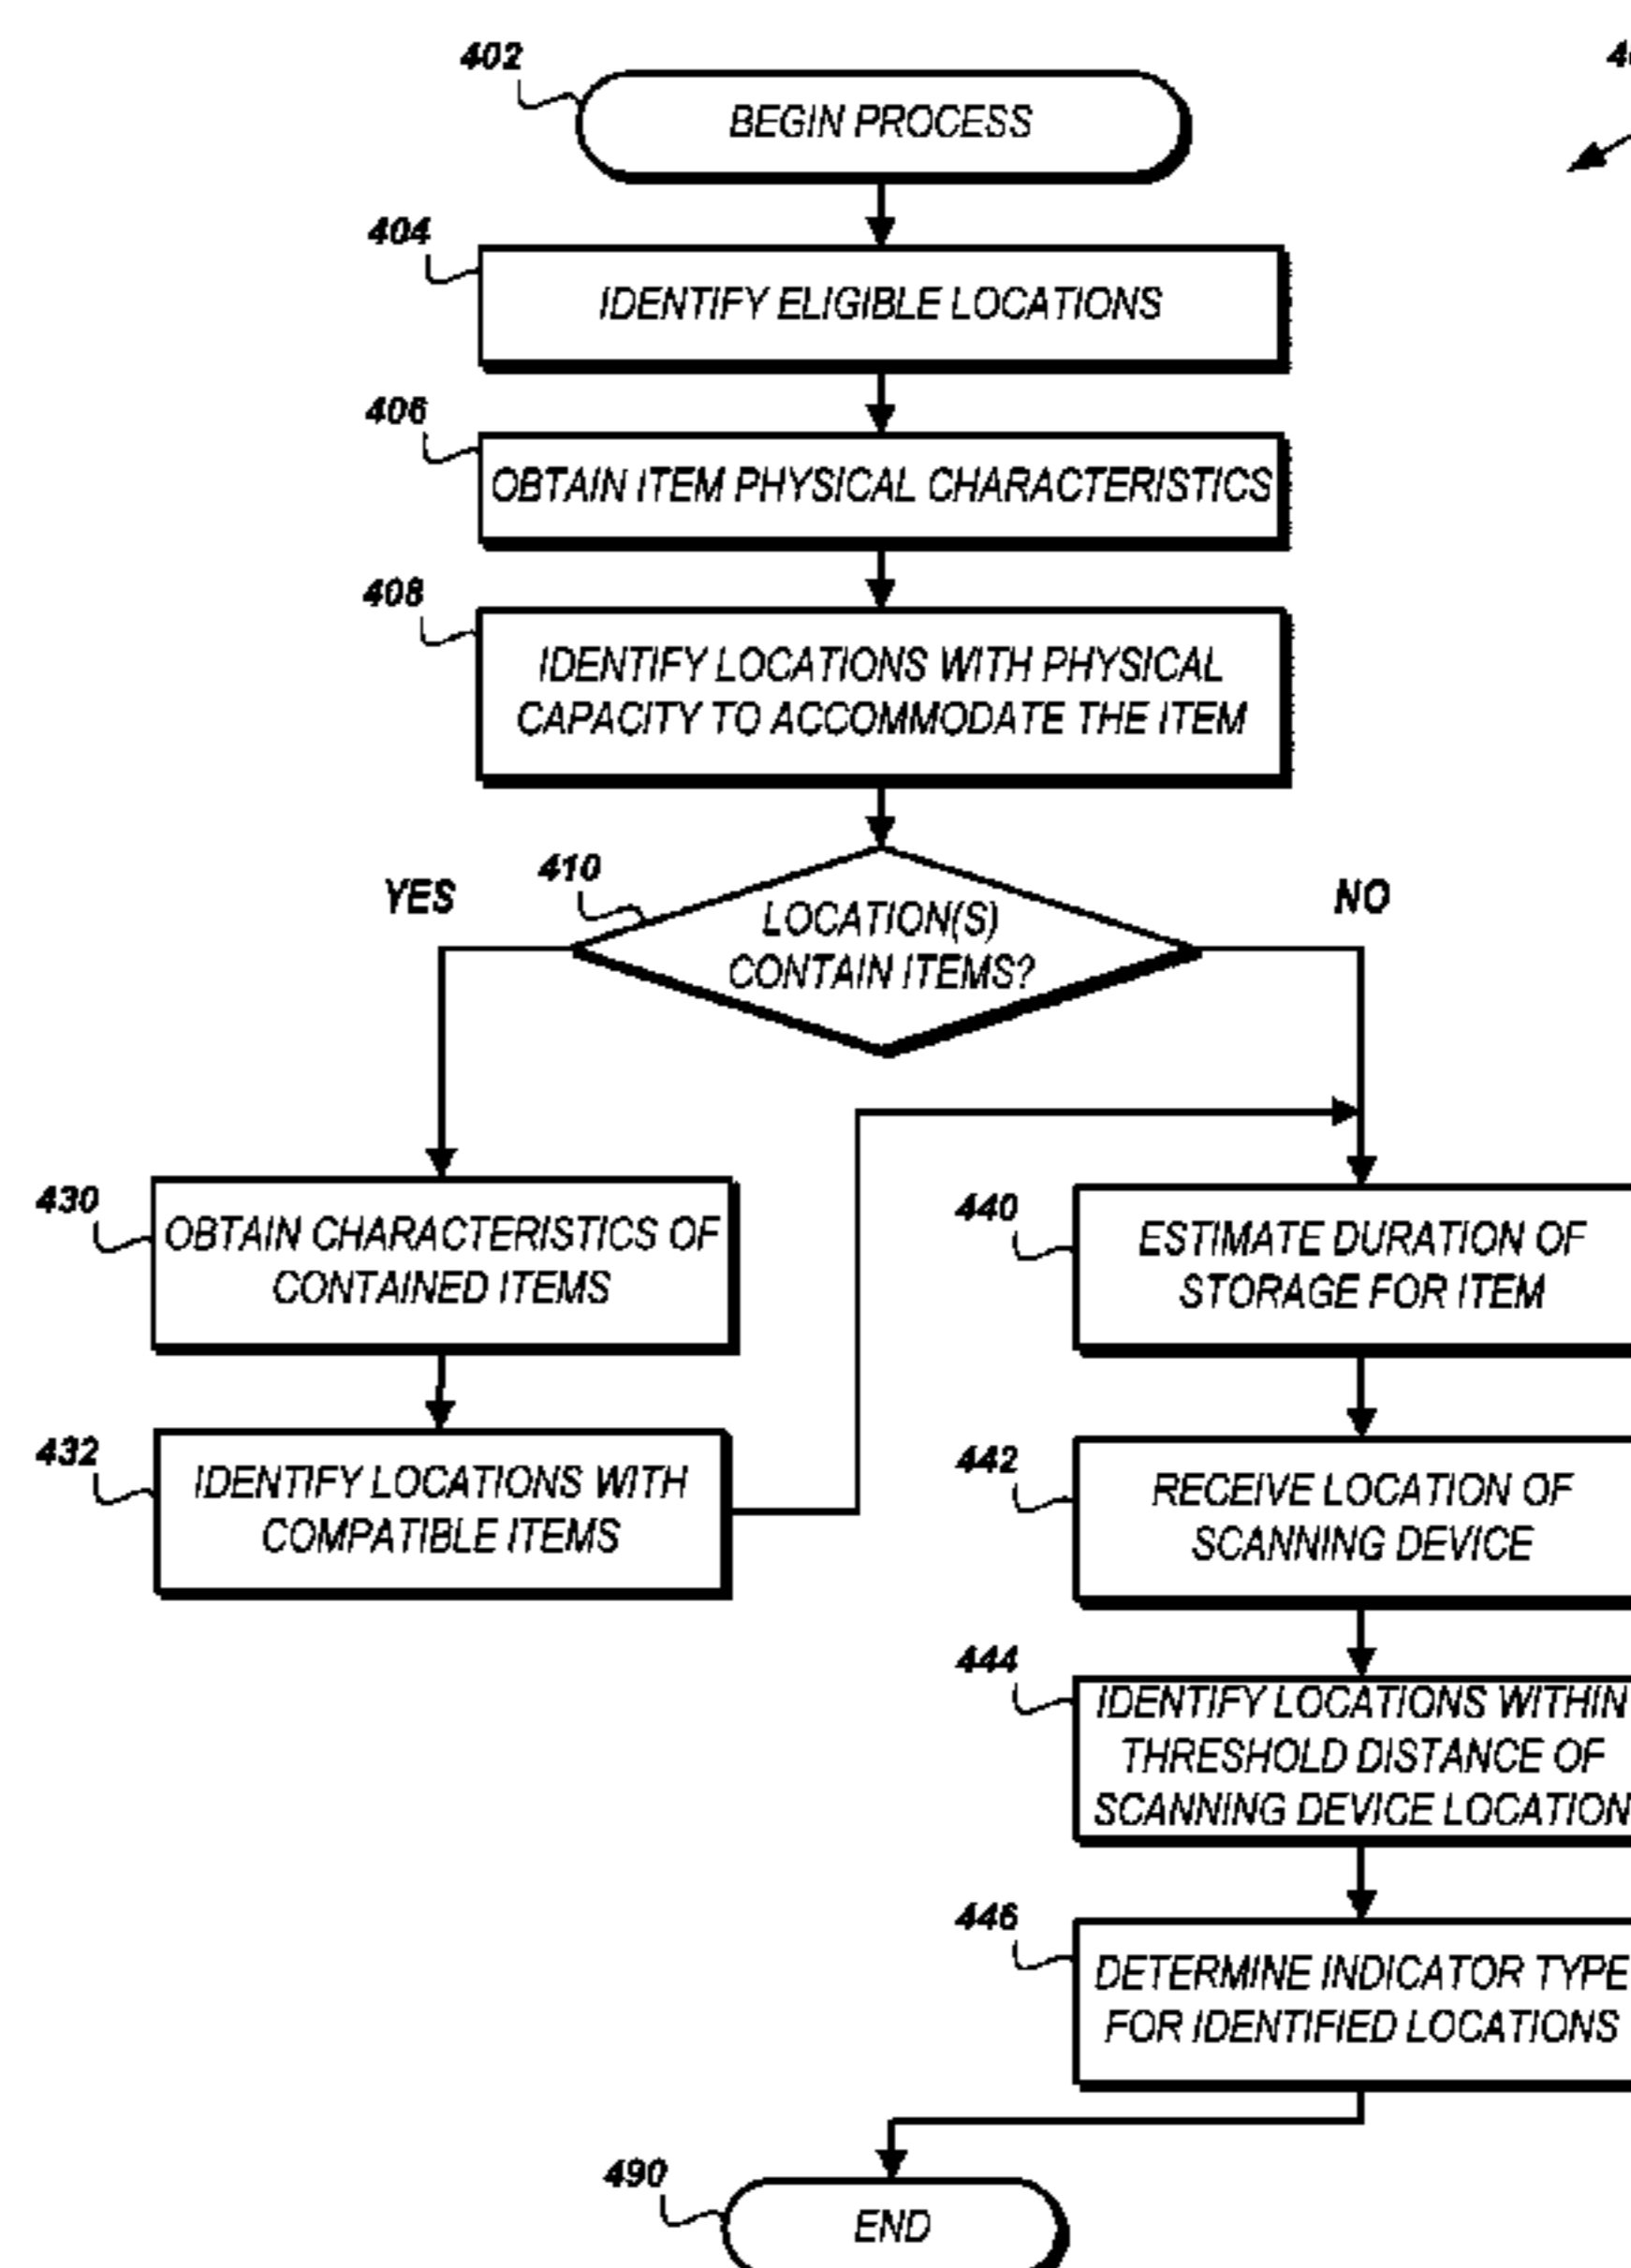 402
BEGIN PROCESS
404
IDENTIFY ELIGIBLE LOCATIONS
406
OBTAIN ITEM PHYSICAL CHARACTERISTICS
408
IDENTIFY LOCATIONS WITH PHYSICAL
CAPACITY TO ACCOMMODATE THE ITEM
410
YES
NO
LOCATION(S)
CONTAIN ITEMS?
430
OBTAIN CHARACTERISTICS OF
CONTAINED ITEMS
432
IDENTIFY LOCATIONS WITH
COMPATIBLE ITEMS
440
ESTIMATE DURATION OF
STORAGE FOR ITEM
442
RECEIVE LOCATION OF
SCANNING DEVICE
444
IDENTIFY LOCATIONS WITHIN
THRESHOLD DISTANCE OF
SCANNING DEVICE LOCATION
446
DETERMINE INDICATOR TYPE
FOR IDENTIFIED LOCATIONS
490
END